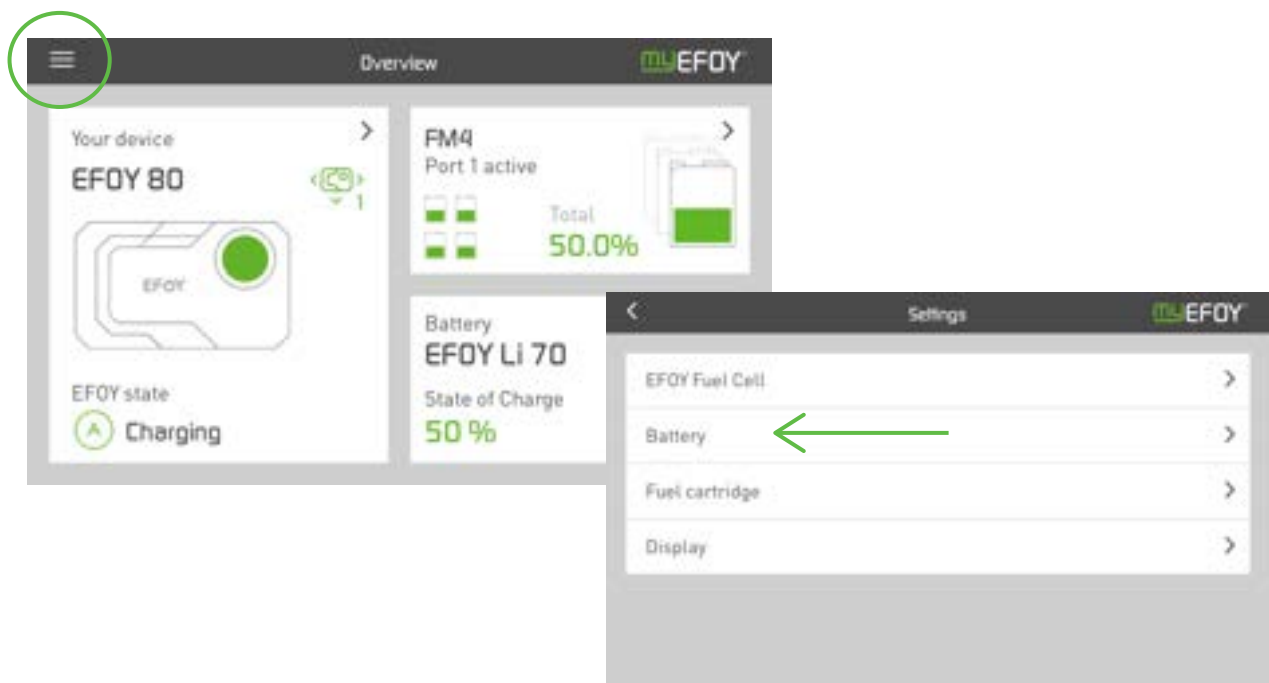 Overview
myEFOY
Your device
EFOY 80
1
EFOY
EFOY state
A Charging
FM4
Port 1 active
Total
50.0%
Battery
EFOY Li 70
State of Charge
50 %
Settings
myEFOY
EFOY Fuel Cell
Battery
Fuel cartridge
Display